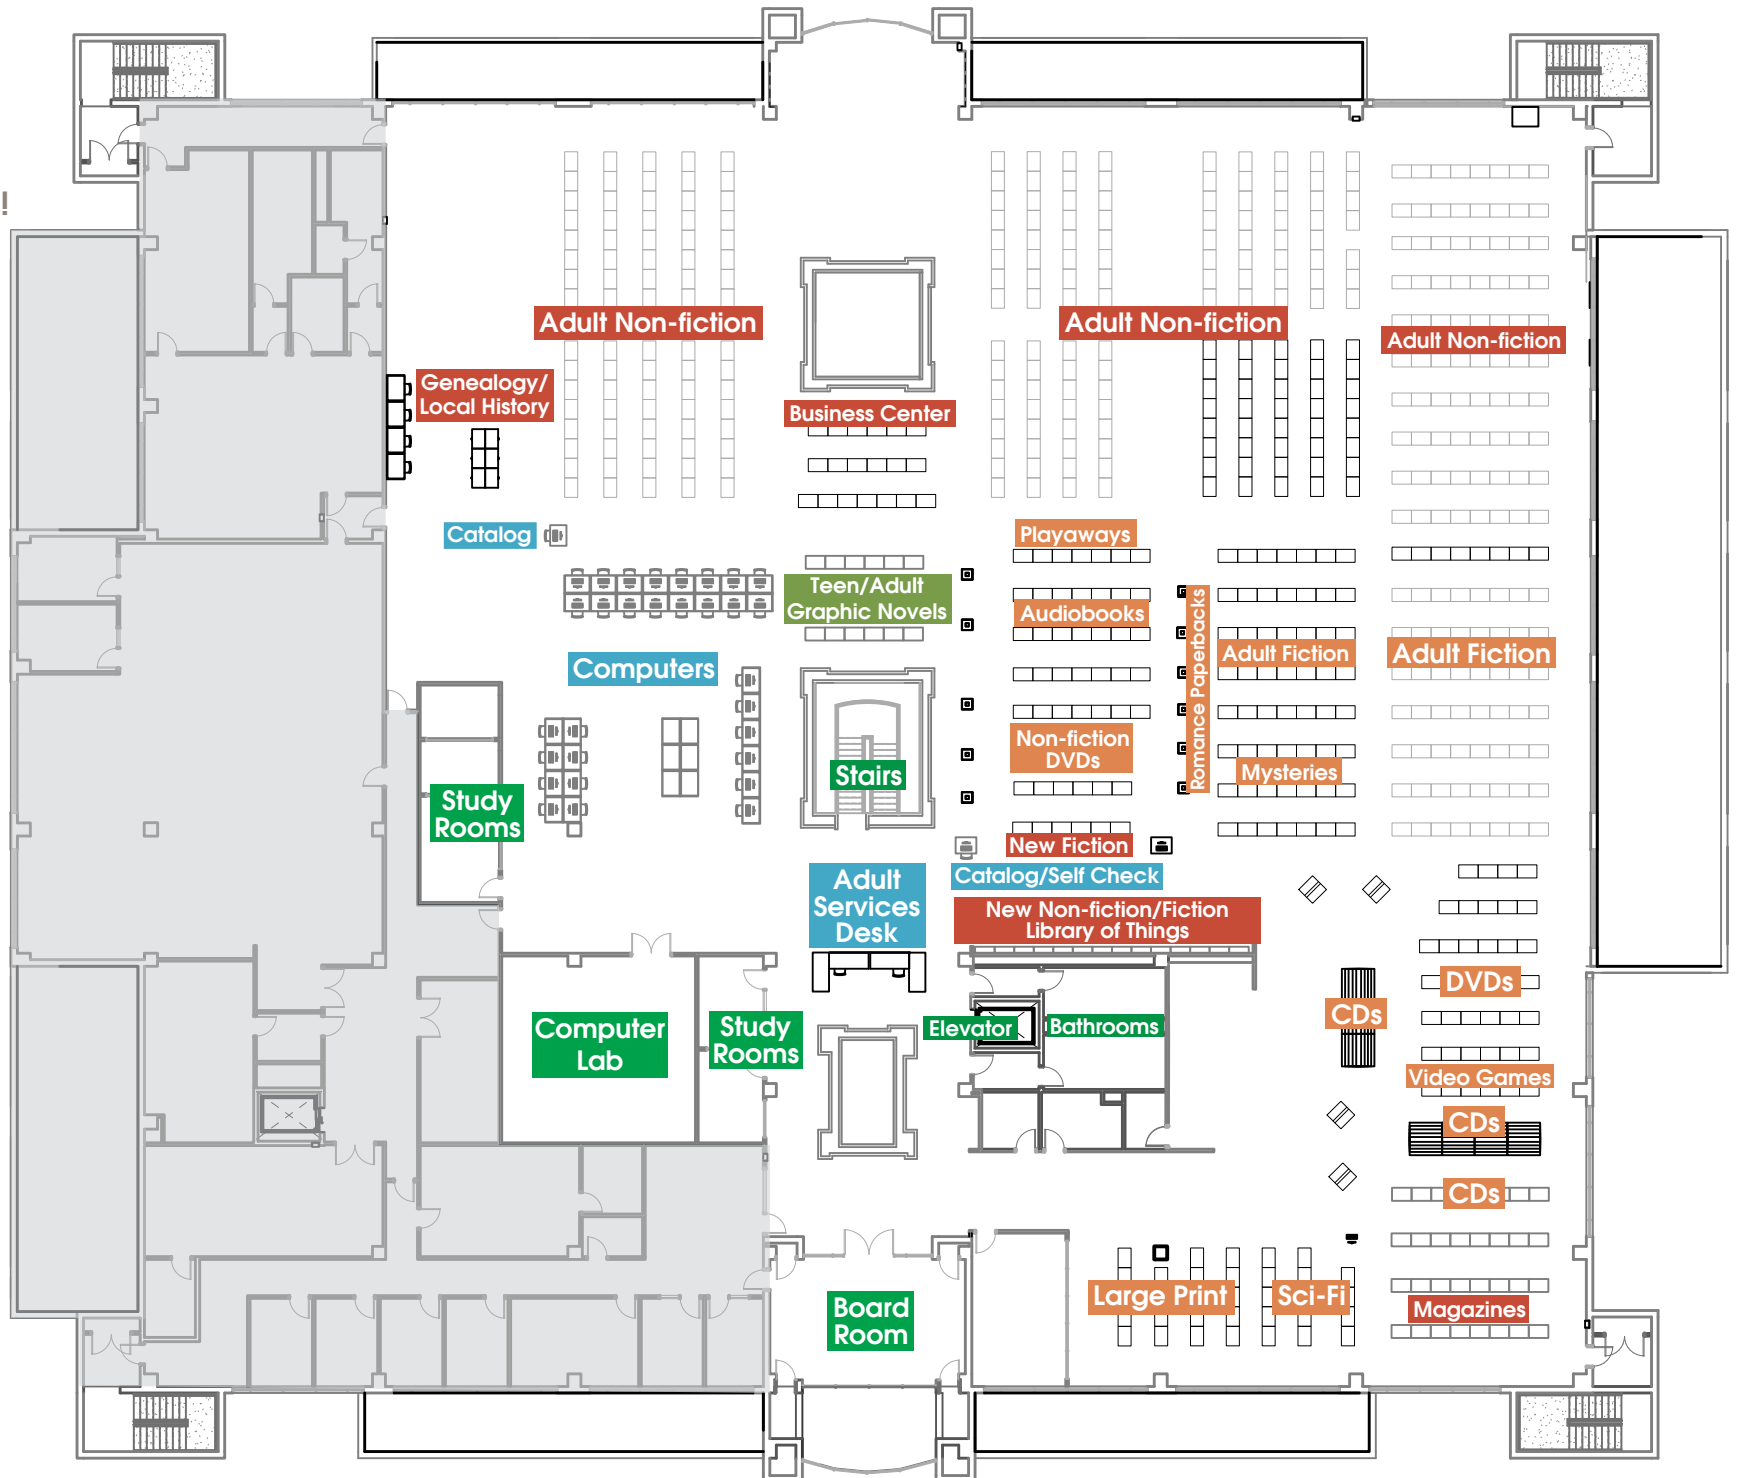 !
Adult Non-fiction
Adult Non-fiction
Adult Non-fiction
Genealogy/
Local History
Business Center
Catalog
Playaways
Teen/Adult
Graphic Novels
Audiobooks
Romance Paperbacks
Adult Fiction
Adult Fiction
Computers
Non-fiction
DVDs
Stairs
Mysteries
Study
Rooms
New Fiction
Catalog/Self Check
Adult
Services
Desk
New Non-fiction/Fiction
Library of Things
DVDs
CDs
Computer
Lab
Study
Rooms
Elevator
Bathrooms
Video Games
CDs
CDs
Large Print
Sci-Fi
Board
Room
Magazines